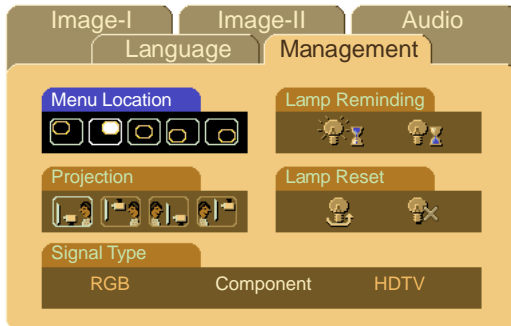 Image-I Image-II Audio
Language Management
Menu Location Lamp Reminding
Projection Lamp Reset
Signal Type
RGB Component HDTV